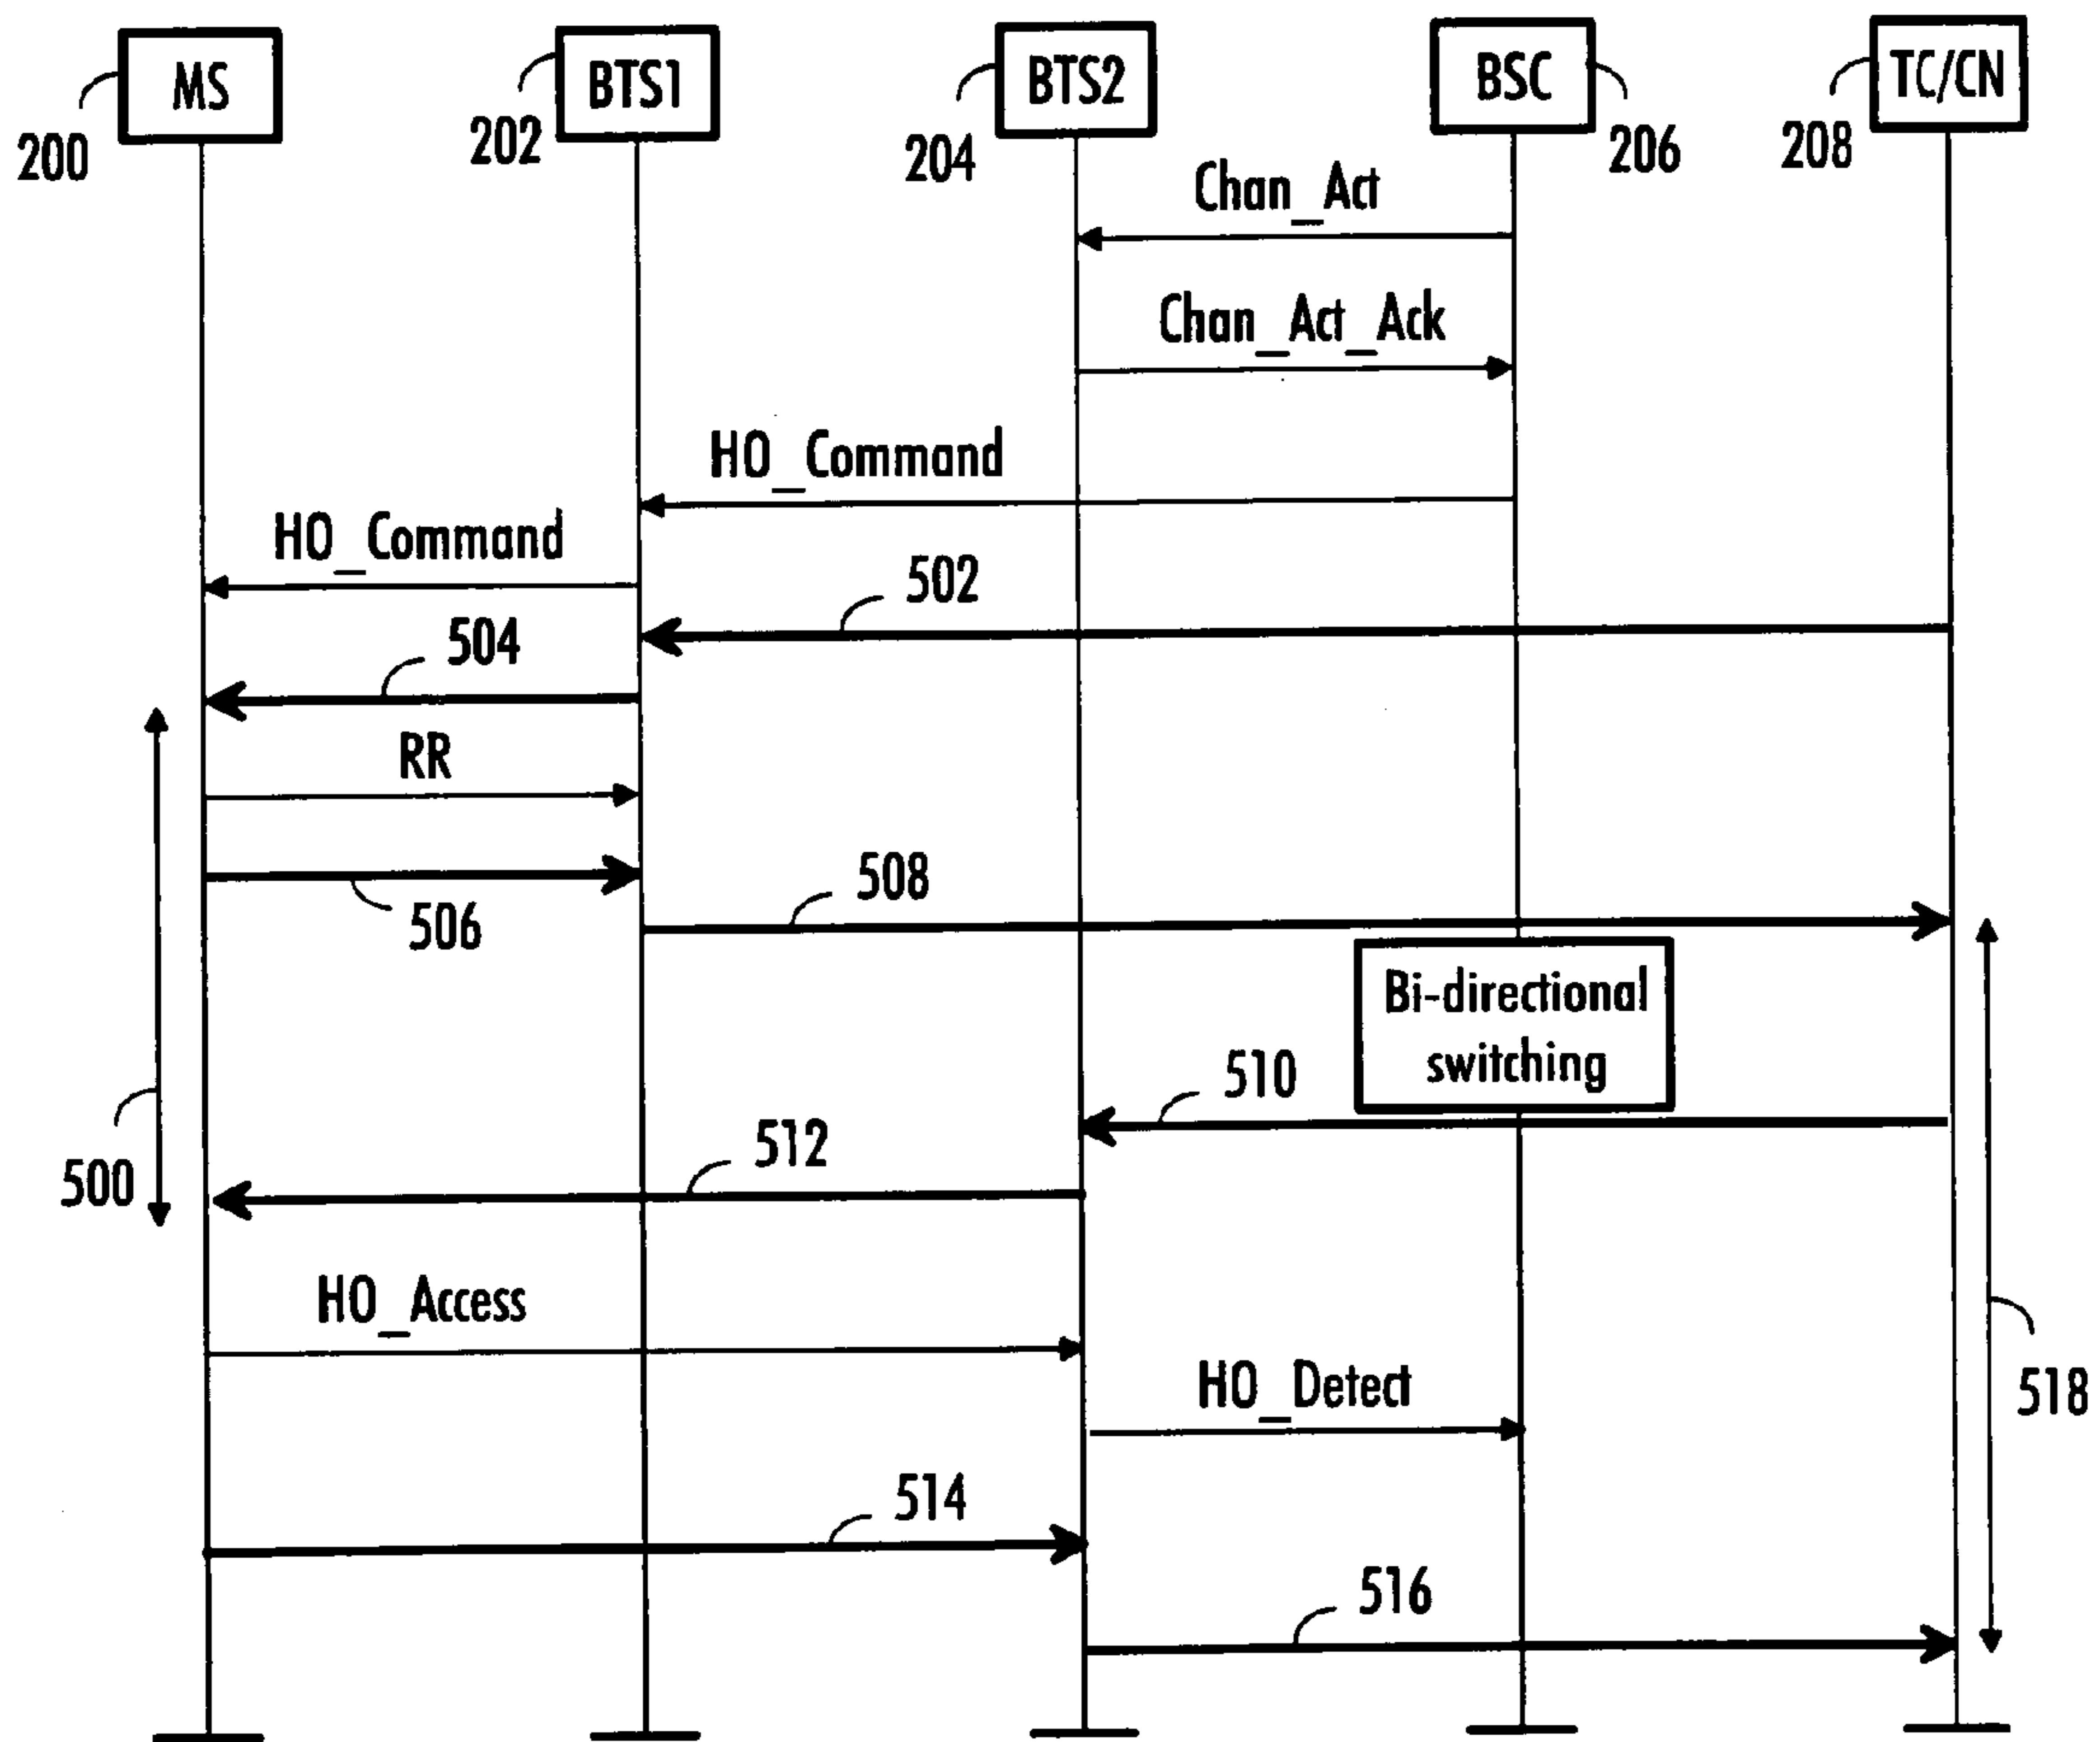 MS
BTS1
BTS2
BSC
TC/CN
200
202
204
206
208
Chan_Act
Chan_Act_Ack
HO_Command
HO_Command
502
504
RR
506
508
Bi-directional
switching
510
512
500
HO_Access
HO_Detect
518
514
516